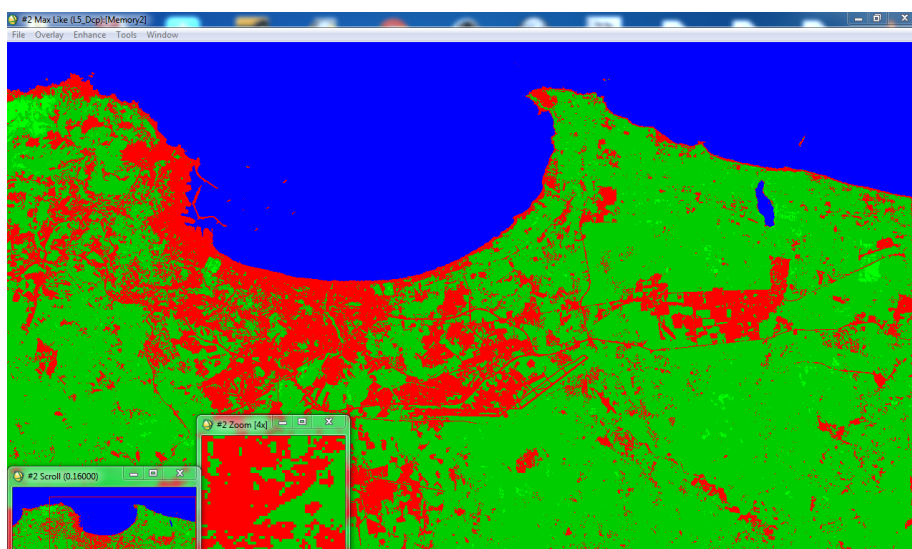 #2 Max Like (L5_Dcp):[Memory2]
File Overlay Enhance Tools Window
#2 Zoom [4x]
#2 Scroll (0.16000)